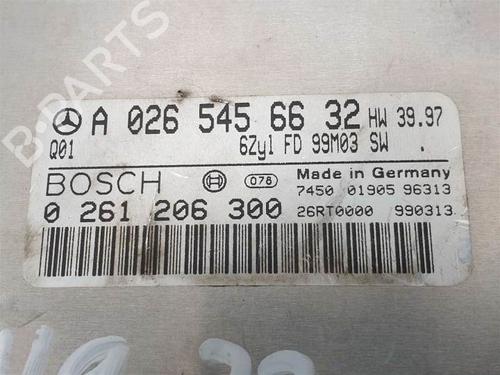 A 026 545 66 32 HW 39.97
Q01 6Zyl FD 99M03 SW .
BOSCH 078 Made in Germany
7450 01905 96313
0 261 206 300 26RT0000 990313
B-PARTS